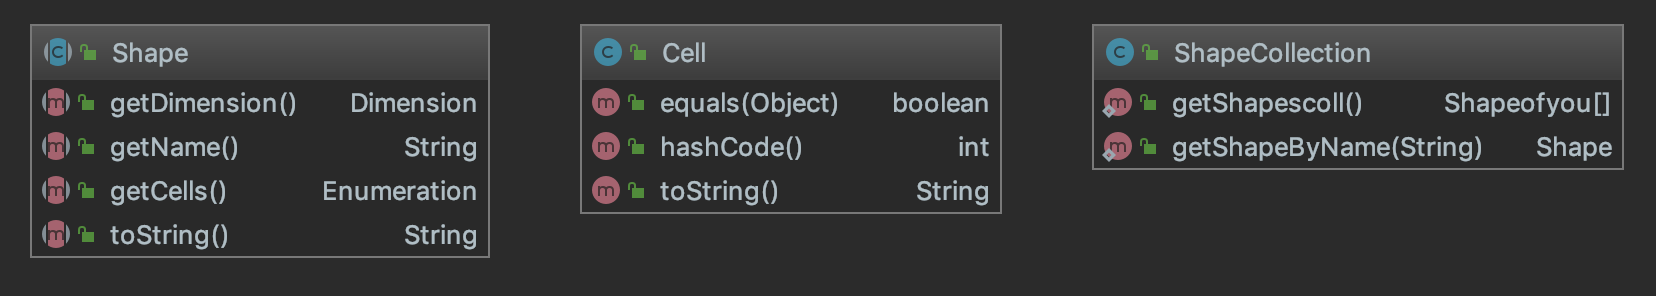 Shape
getDimension() Dimension
getName() String
getCells() Enumeration
toString() String
Cell
equals(Object) boolean
hashCode() int
toString() String
ShapeCollection
getShapescoll() Shapeofyou[]
getShapeByName(String) Shape